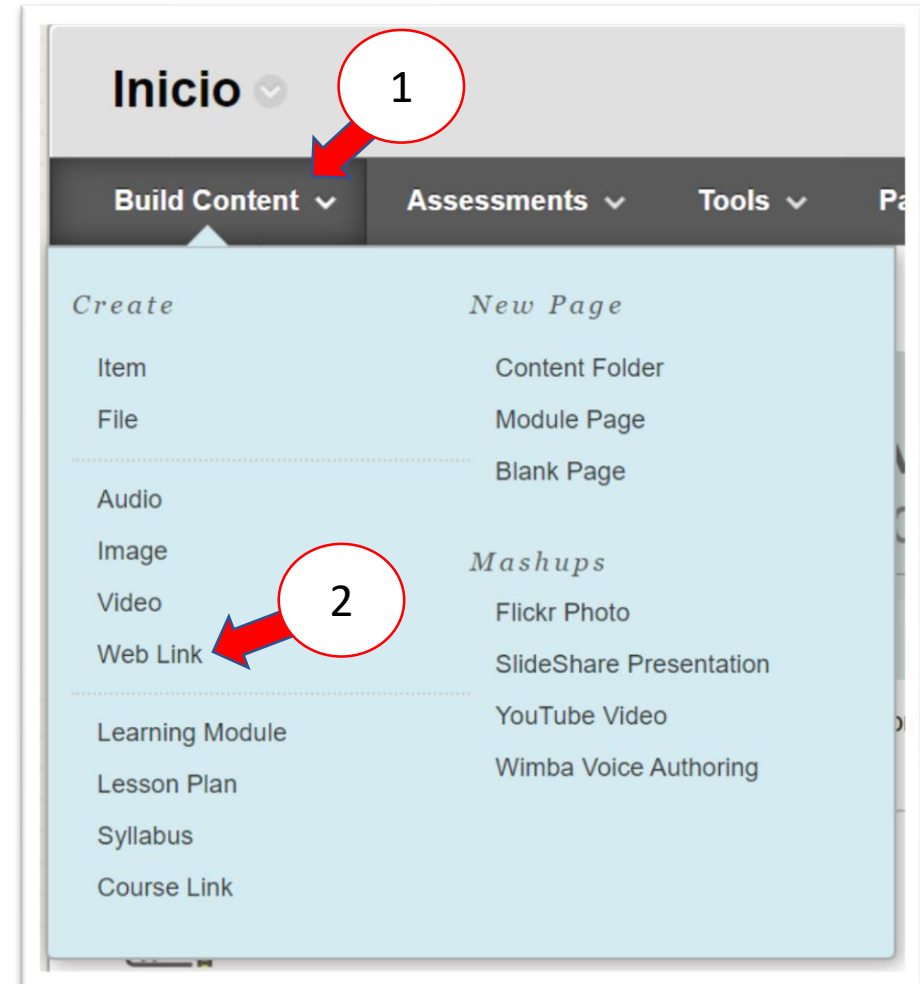 Inicio
1
Build Content
Assessments
Tools
Create
Item
File
Audio
Image
Video
2
Web Link
Learning Module
Lesson Plan
Syllabus
Course Link
New Page
Content Folder
Module Page
Blank Page
Mashups
Flickr Photo
SlideShare Presentation
YouTube Video
Wimba Voice Authoring